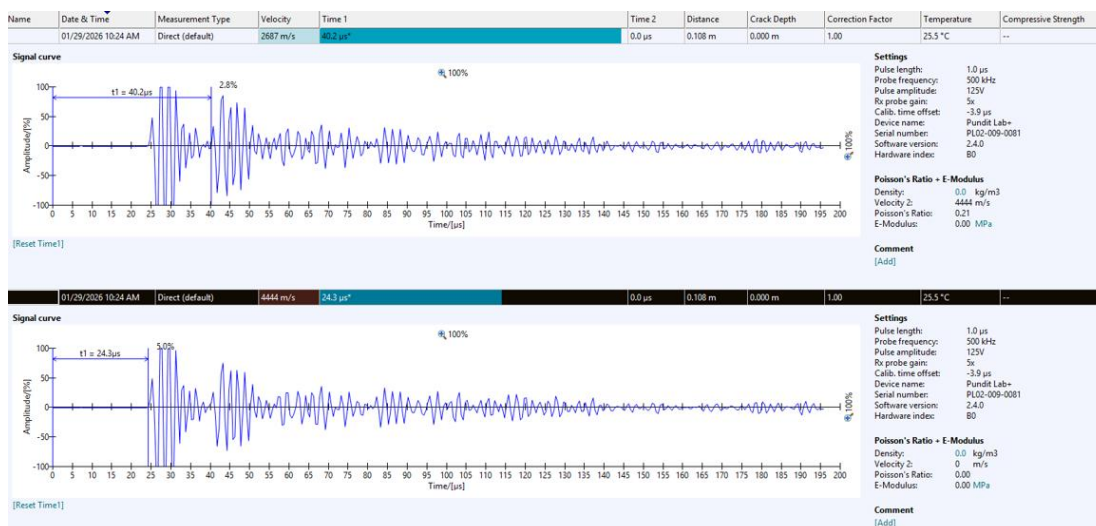 Name Date & Time Measurement Type Velocity Time 1 Time 2 Distance Crack Depth Correction Factor Temperature Compressive Strength
01/29/2026 10:24 AM Direct (default) 2687 m/s 40.2 µs* 0.0 µs 0.108 m 0.000 m 1.00 25.5 °C --
Signal curve
100%
t1 = 40.2µs
2.8%
Amplitude/[%]
100
50
0
-50
-100
100%
0 5 10 15 20 25 30 35 40 45 50 55 60 65 70 75 80 85 90 95 100 105 110 115 120 125 130 135 140 145 150 155 160 165 170 175 180 185 190 195 200
Time/[µs]
[Reset Time1]
Settings
Pulse length: 1.0 µs
Probe frequency: 500 kHz
Pulse amplitude: 125V
Rx probe gain: 5x
Calib. time offset: -3.9 µs
Device name: Pundit Lab+
Serial number: PL02-009-0081
Software version: 2.4.0
Hardware index: B0
Poisson's Ratio + E-Modulus
Density: 0.0 kg/m3
Velocity 2: 4444 m/s
Poisson's Ratio: 0.21
E-Modulus: 0.00 MPa
Comment
[Add]
01/29/2026 10:24 AM Direct (default) 4444 m/s 24.3 µs* 0.0 µs 0.108 m 0.000 m 1.00 25.5 °C --
Signal curve
100%
t1 = 24.3µs
5.0%
Amplitude/[%]
100
50
0
-50
-100
100%
0 5 10 15 20 25 30 35 40 45 50 55 60 65 70 75 80 85 90 95 100 105 110 115 120 125 130 135 140 145 150 155 160 165 170 175 180 185 190 195 200
Time/[µs]
[Reset Time1]
Settings
Pulse length: 1.0 µs
Probe frequency: 500 kHz
Pulse amplitude: 125V
Rx probe gain: 5x
Calib. time offset: -3.9 µs
Device name: Pundit Lab+
Serial number: PL02-009-0081
Software version: 2.4.0
Hardware index: B0
Poisson's Ratio + E-Modulus
Density: 0.0 kg/m3
Velocity 2: 0 m/s
Poisson's Ratio: 0.00
E-Modulus: 0.00 MPa
Comment
[Add]